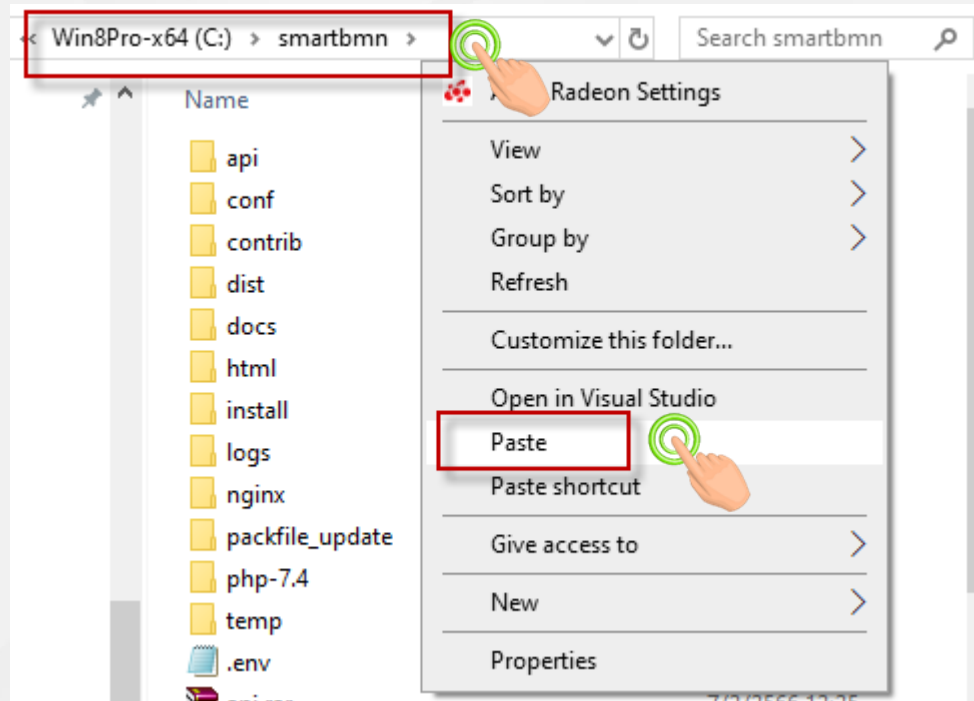 « Win8Pro-x64 (C:) > smartbmn >
Search smartbmn
Name
api
conf
contrib
dist
docs
html
install
logs
nginx
packfile_update
php-7.4
temp
.env
Radeon Settings
View
Sort by
Group by
Refresh
Customize this folder...
Open in Visual Studio
Paste
Paste shortcut
Give access to
New
Properties